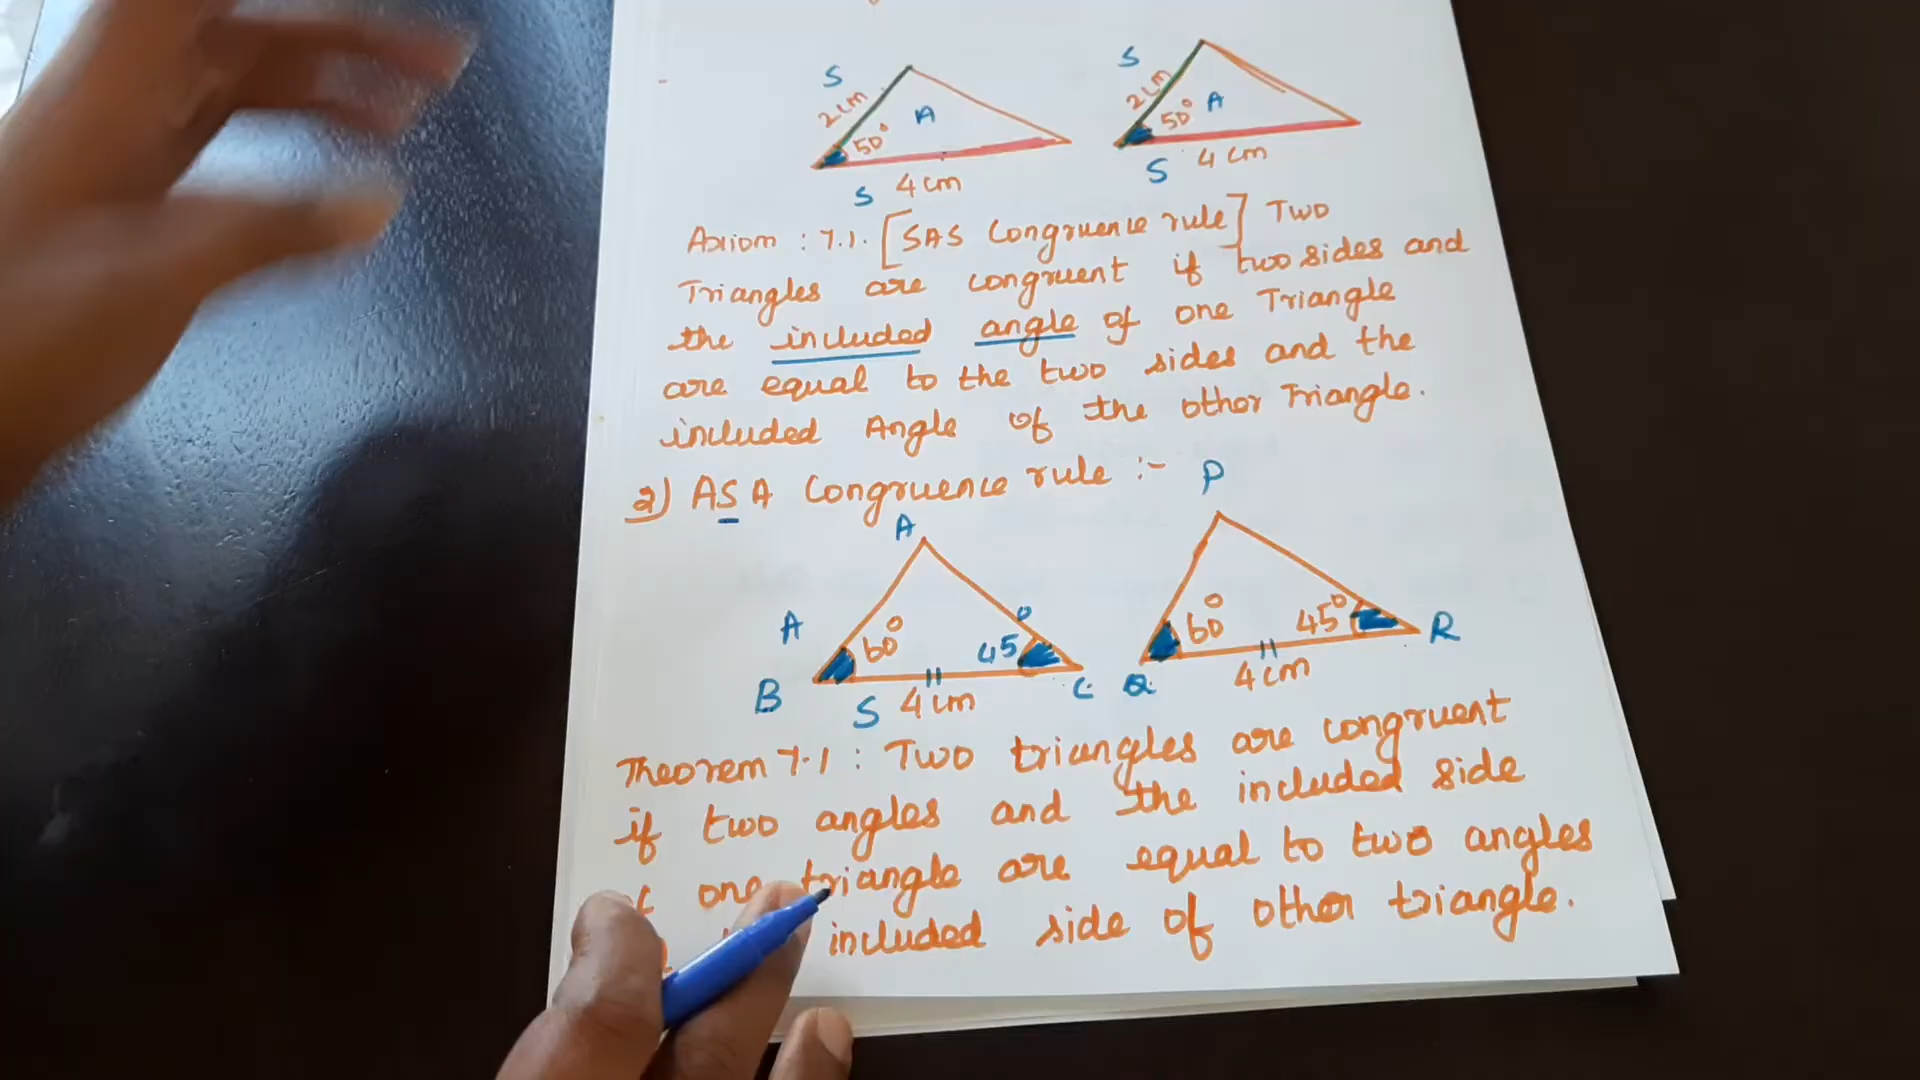 S 2cm 50° A S 4cm
S 2cm 50° A S 4cm
Axiom : 7.1. [SAS Congruence rule] Two
Triangles are congruent if two sides and
the included angle of one Triangle
are equal to the two sides and the
included Angle of the other Triangle.
2) ASA Congruence rule :-
A A 60° 45° B S 4cm C
P 60° 45° R Q 4cm
Theorem 7.1 : Two triangles are congruent
if two angles and the included side
one triangle are equal to two angles
included side of other triangle.